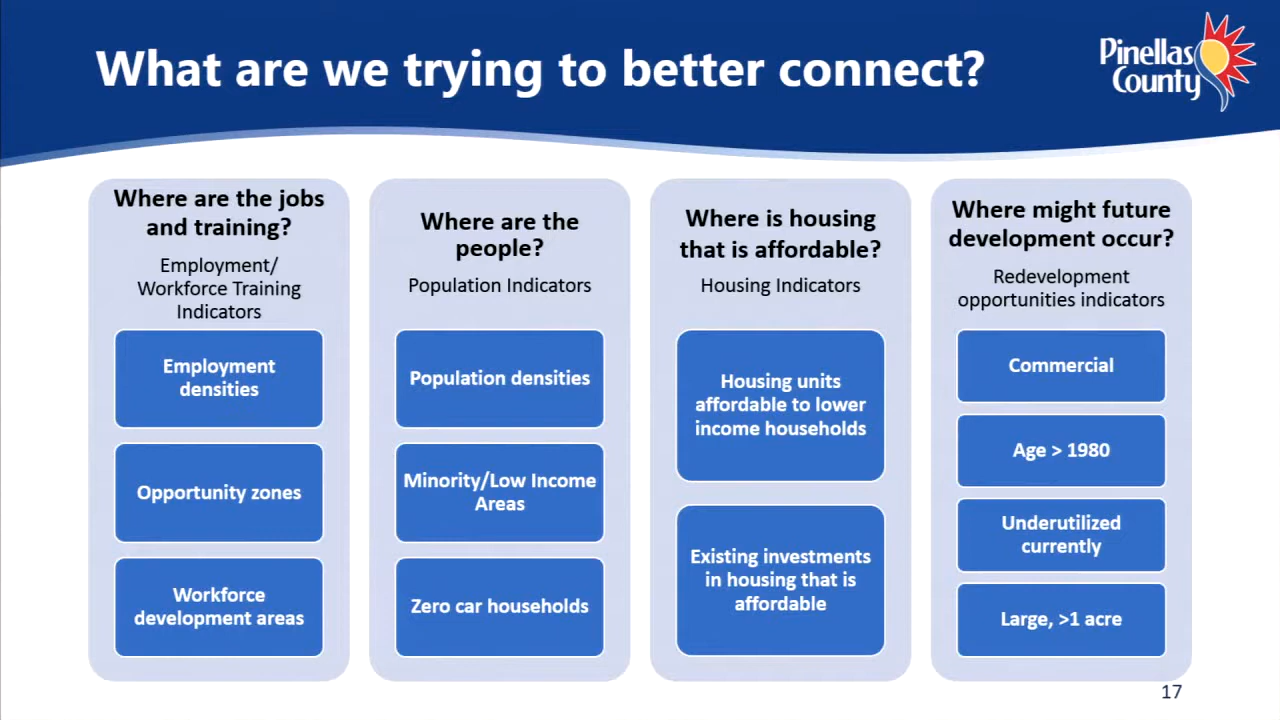 What are we trying to better connect?
Pinellas
County
Where are the jobs
and training?
Employment/
Workforce Training
Indicators
Employment
densities
Opportunity zones
Workforce
development areas
Where are the
people?
Population Indicators
Population densities
Minority/Low Income
Areas
Zero car households
Where is housing
that is affordable?
Housing Indicators
Housing units
affordable to lower
income households
Existing investments
in housing that is
affordable
Where might future
development occur?
Redevelopment
opportunities indicators
Commercial
Age > 1980
Underutilized
currently
Large, >1 acre
17